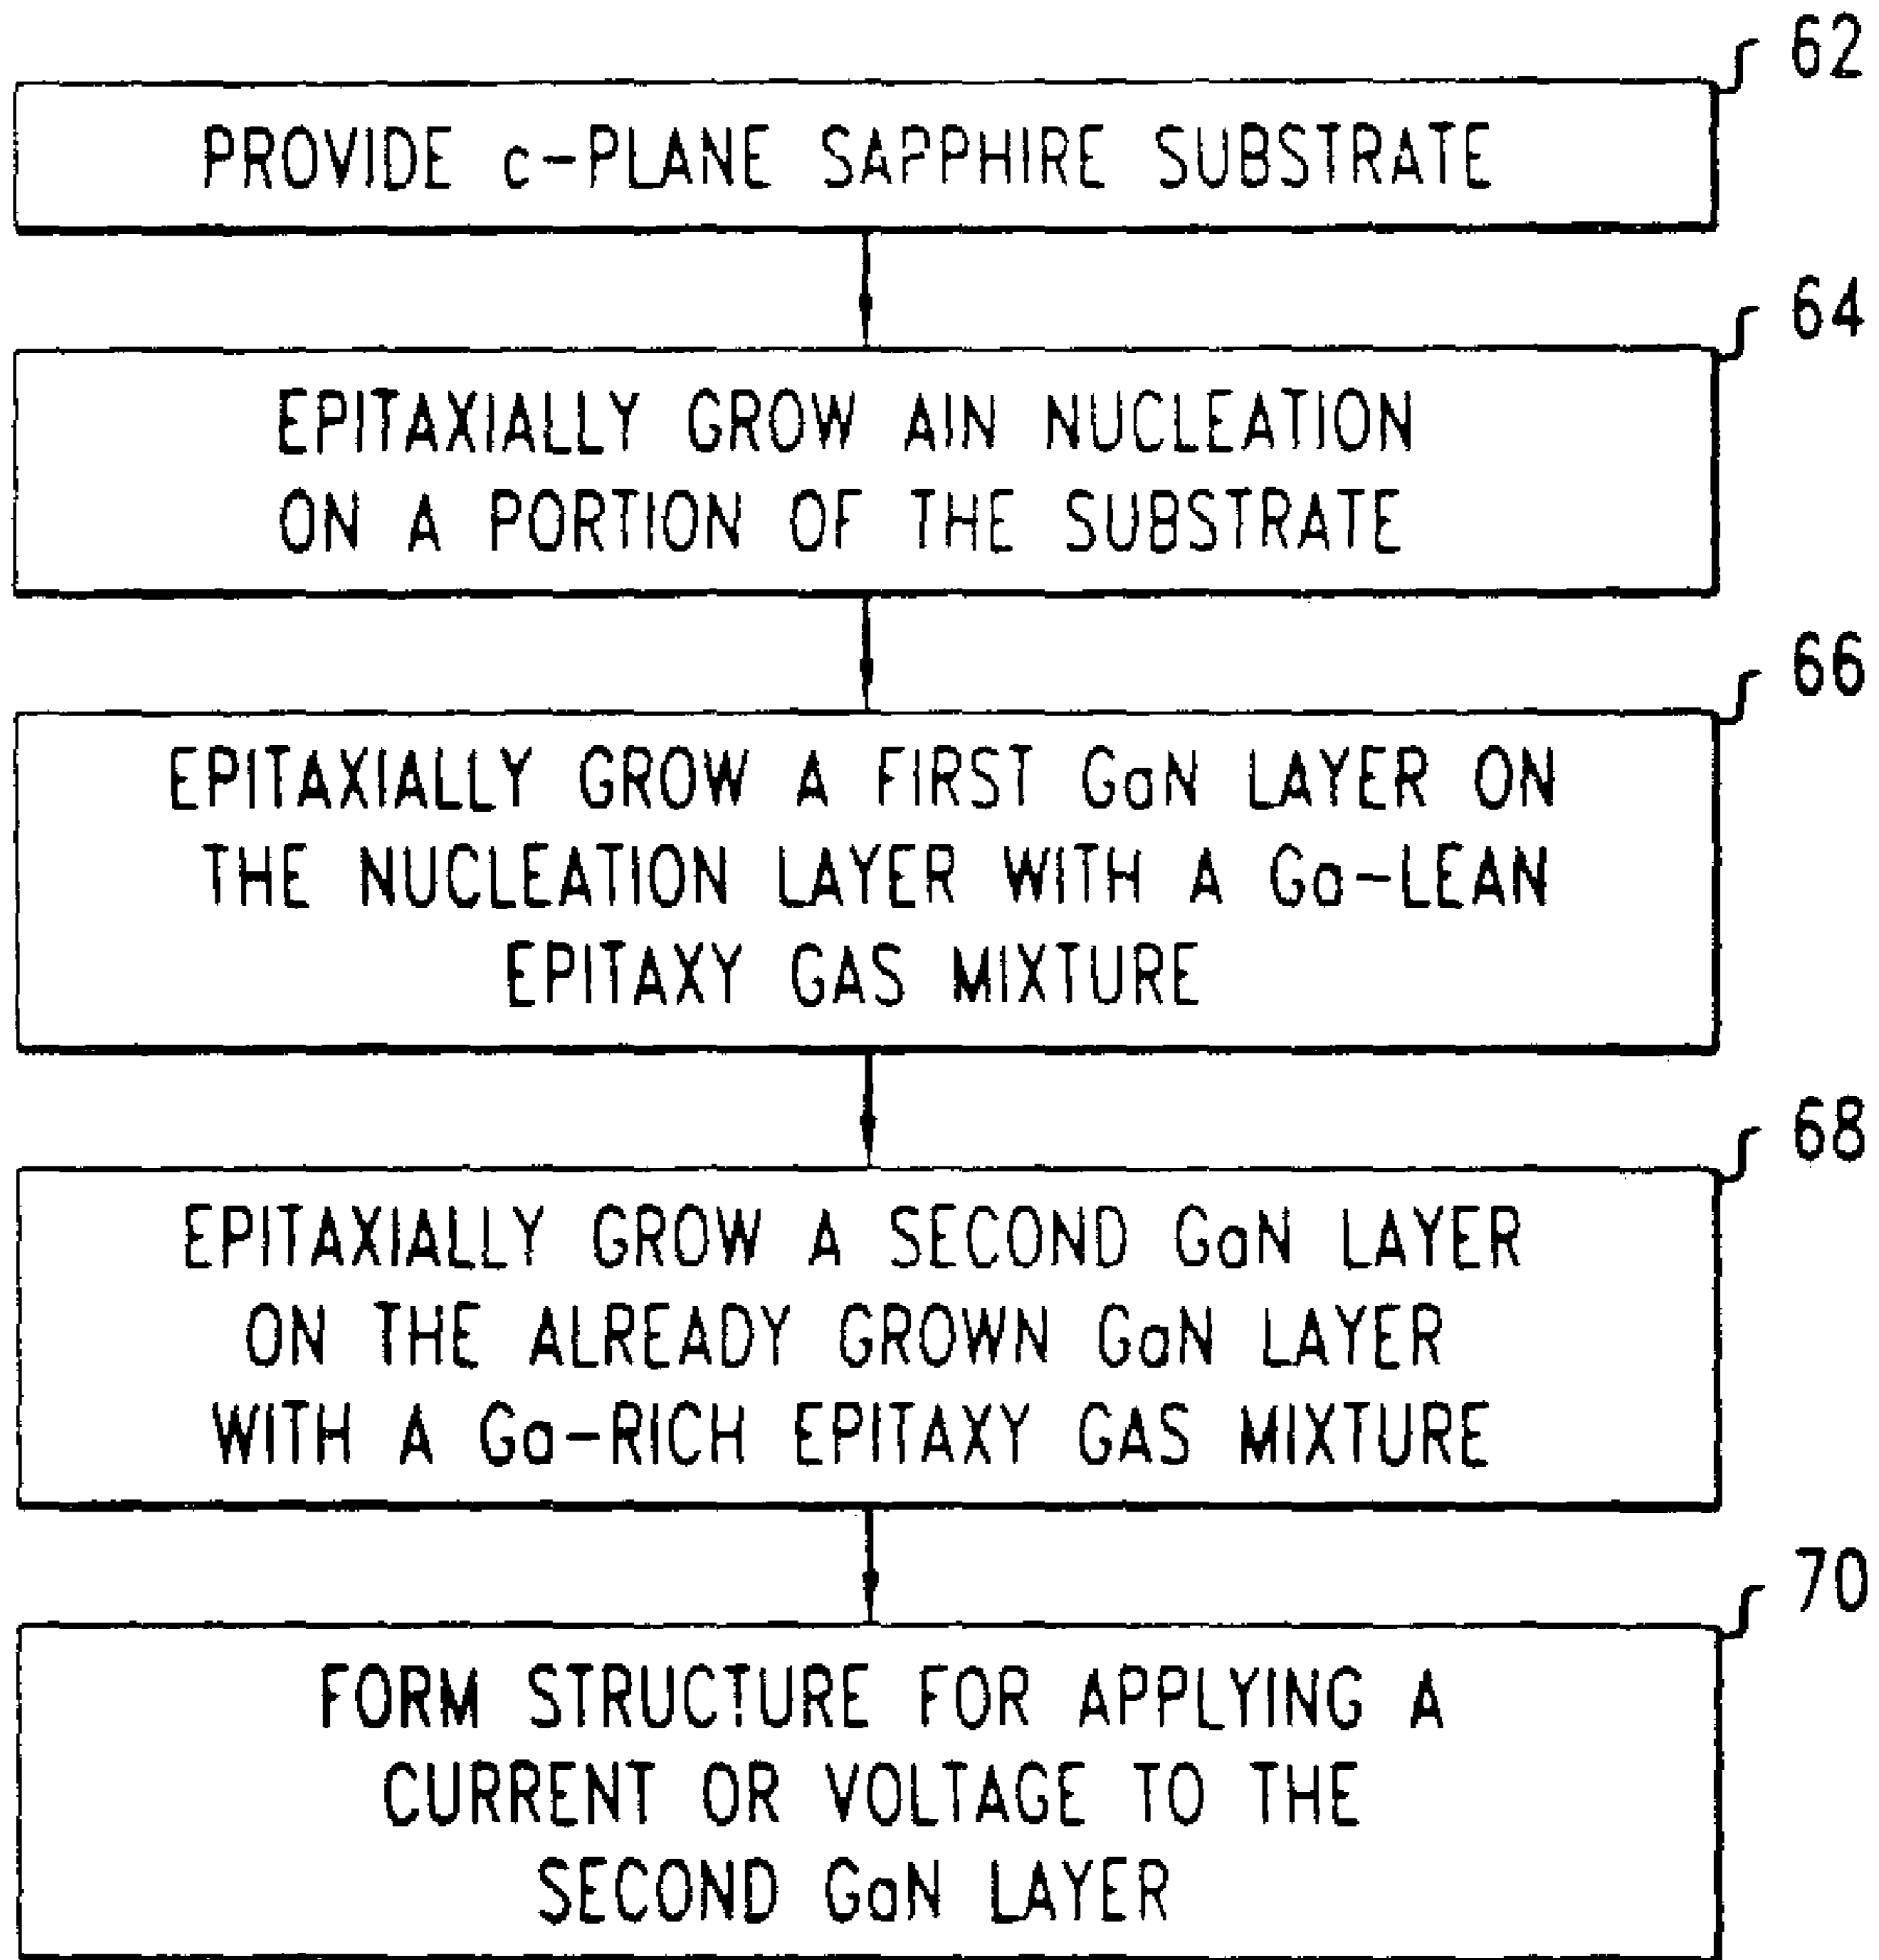 62
PROVIDE c-PLANE SAPPHIRE SUBSTRATE
64
EPITAXIALLY GROW AlN NUCLEATION
ON A PORTION OF THE SUBSTRATE
66
EPITAXIALLY GROW A FIRST GaN LAYER ON
THE NUCLEATION LAYER WITH A Ga-LEAN
EPITAXY GAS MIXTURE
68
EPITAXIALLY GROW A SECOND GaN LAYER
ON THE ALREADY GROWN GaN LAYER
WITH A Ga-RICH EPITAXY GAS MIXTURE
70
FORM STRUCTURE FOR APPLYING A
CURRENT OR VOLTAGE TO THE
SECOND GaN LAYER